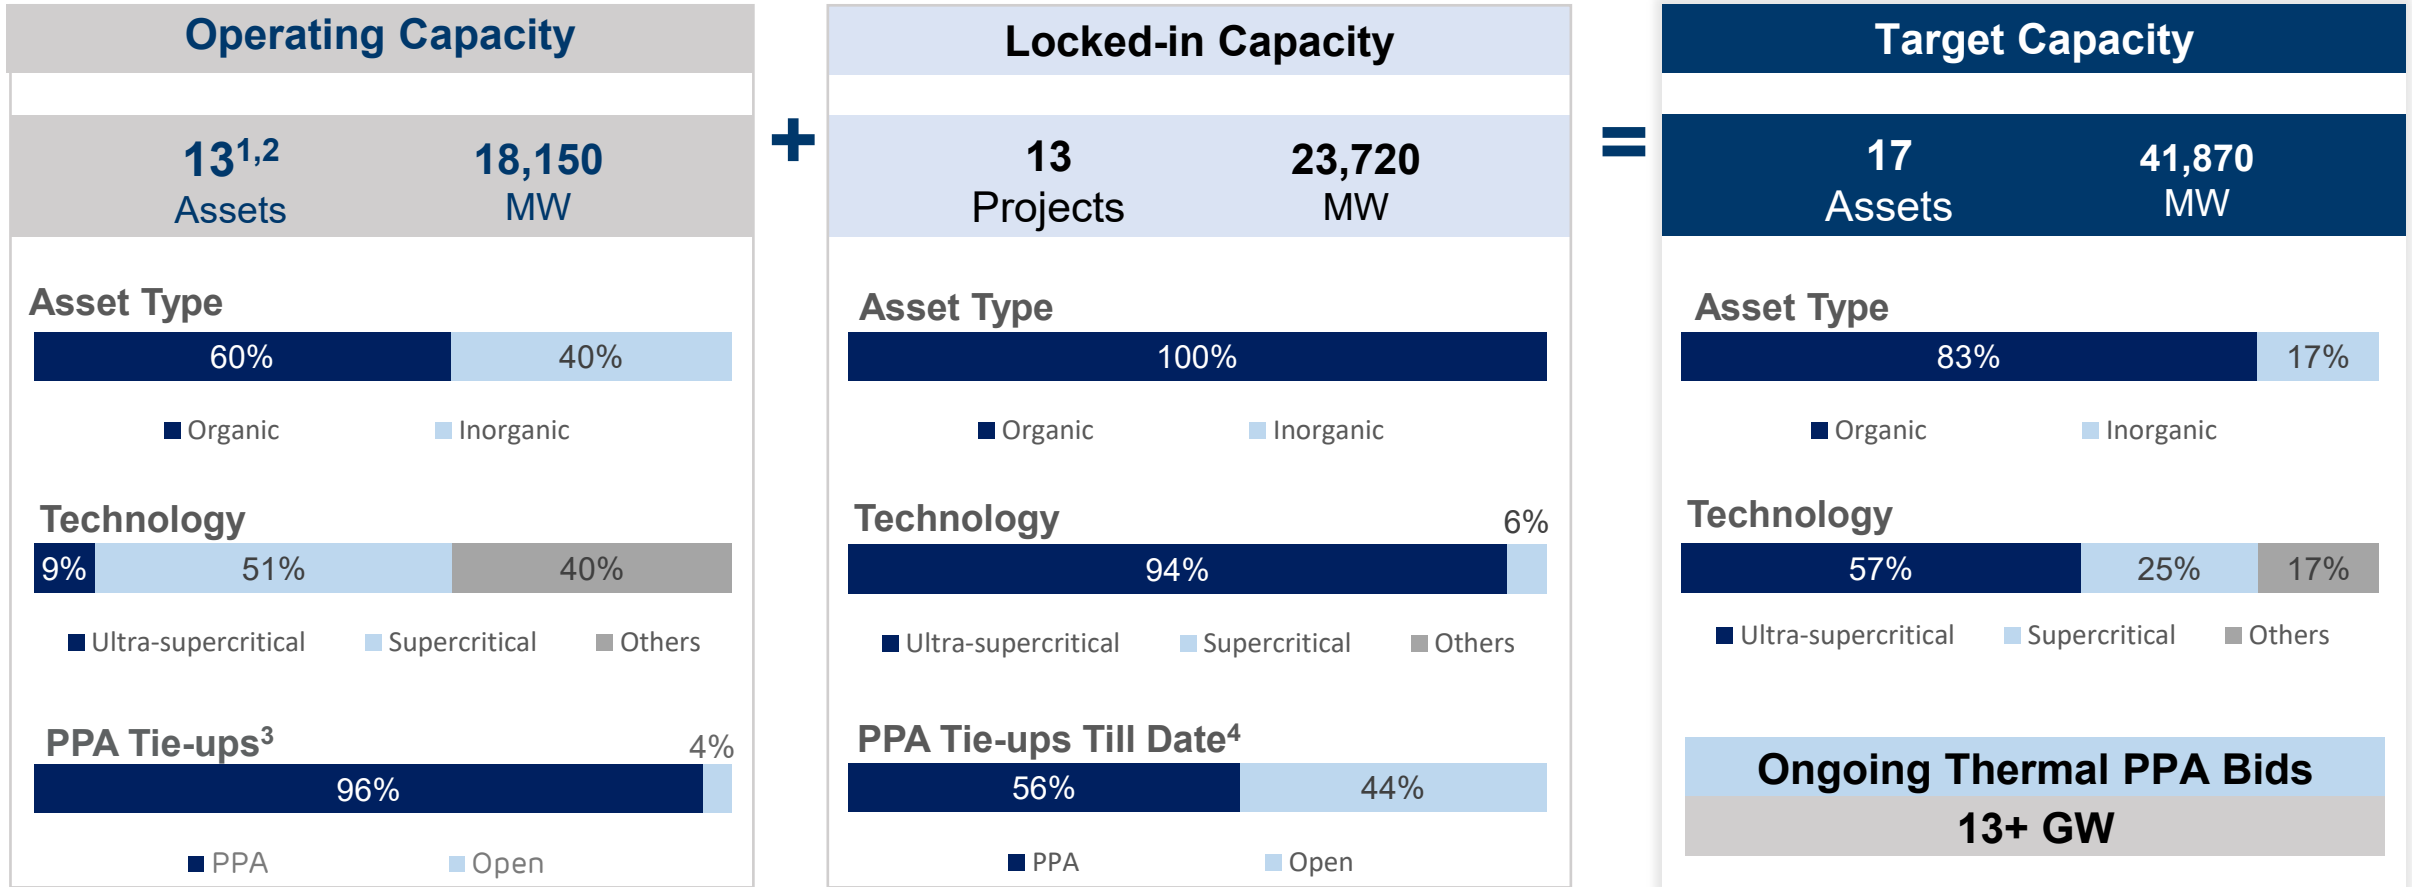 Operating Capacity
13¹,² 18,150
Assets MW
Asset Type
60% 40%
Organic Inorganic
Technology
9% 51% 40%
Ultra-supercritical Supercritical Others
PPA Tie-ups³ 4%
96%
PPA Open
+
Locked-in Capacity
13 23,720
Projects MW
Asset Type
100%
Organic Inorganic
Technology 6%
94%
Ultra-supercritical Supercritical Others
PPA Tie-ups Till Date⁴
56% 44%
PPA Open
=
Target Capacity
17 41,870
Assets MW
Asset Type
83% 17%
Organic Inorganic
Technology
57% 25% 17%
Ultra-supercritical Supercritical Others
Ongoing Thermal PPA Bids
13+ GW